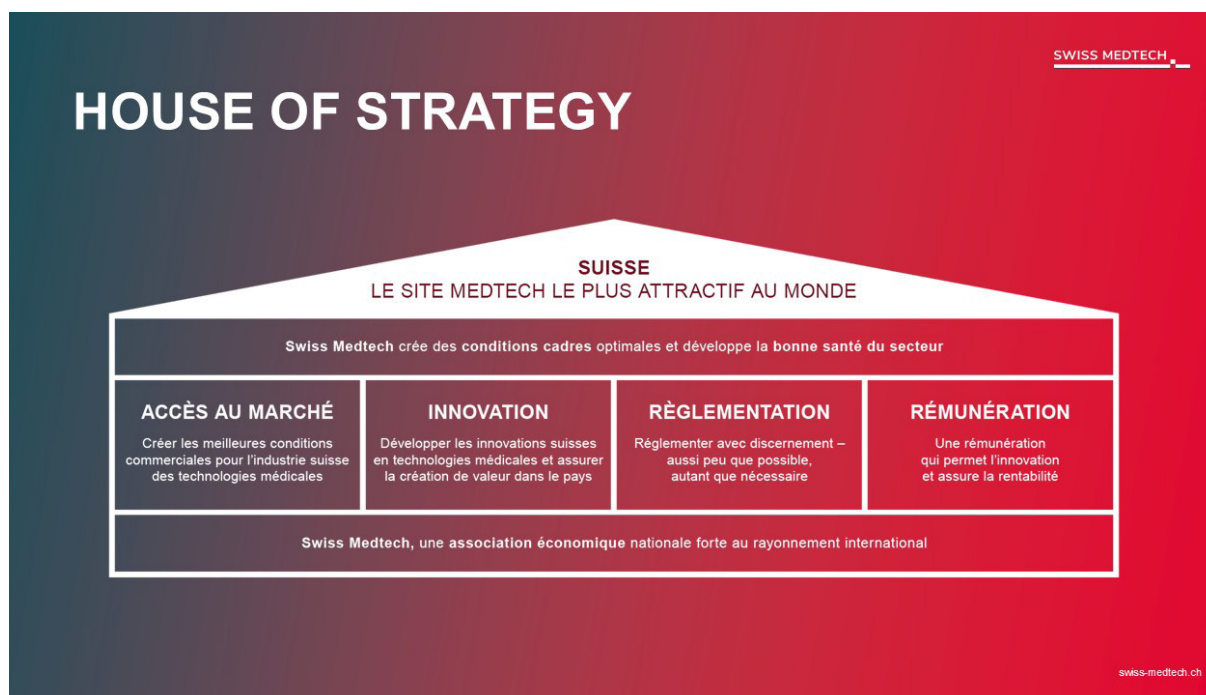 SWISS MEDTECH
HOUSE OF STRATEGY
SUISSE
LE SITE MEDTECH LE PLUS ATTRACTIF AU MONDE
Swiss Medtech crée des conditions cadres optimales et développe la bonne santé du secteur
ACCÈS AU MARCHÉ
Créer les meilleures conditions
commerciales pour l'industrie suisse
des technologies médicales
INNOVATION
Développer les innovations suisses
en technologies médicales et assurer
la création de valeur dans le pays
RÈGLEMENTATION
Réglementer avec discernement –
aussi peu que possible,
autant que nécessaire
RÉMUNÉRATION
Une rémunération
qui permet l'innovation
et assure la rentabilité
Swiss Medtech, une association économique nationale forte au rayonnement international
swiss-medtech.ch